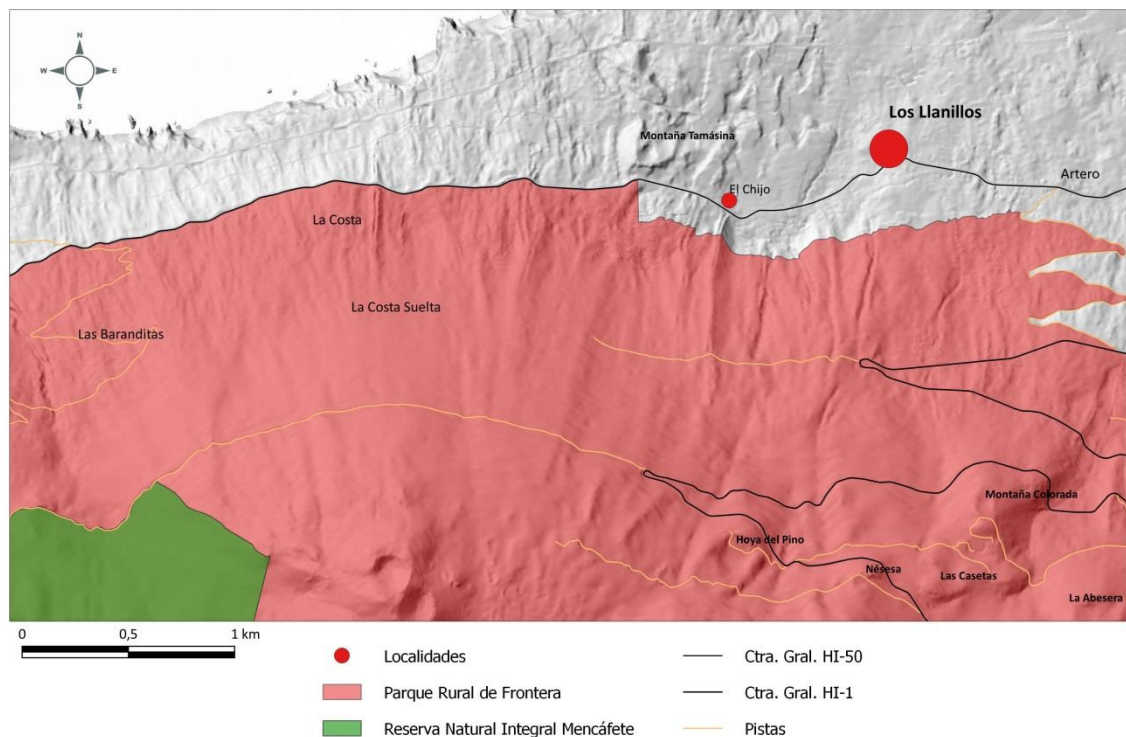 N
W E
S
Los Llanillos
Montaña Tamásina
Artero
El Chijo
La Costa
La Costa Suelta
Las Baranditas
Montaña Colorada
Hoya del Pino
Nésesa
Las Casetas
La Abesera
0 0,5 1 km
Localidades
Parque Rural de Frontera
Reserva Natural Integral Mencáfete
Ctra. Gral. HI-50
Ctra. Gral. HI-1
Pistas